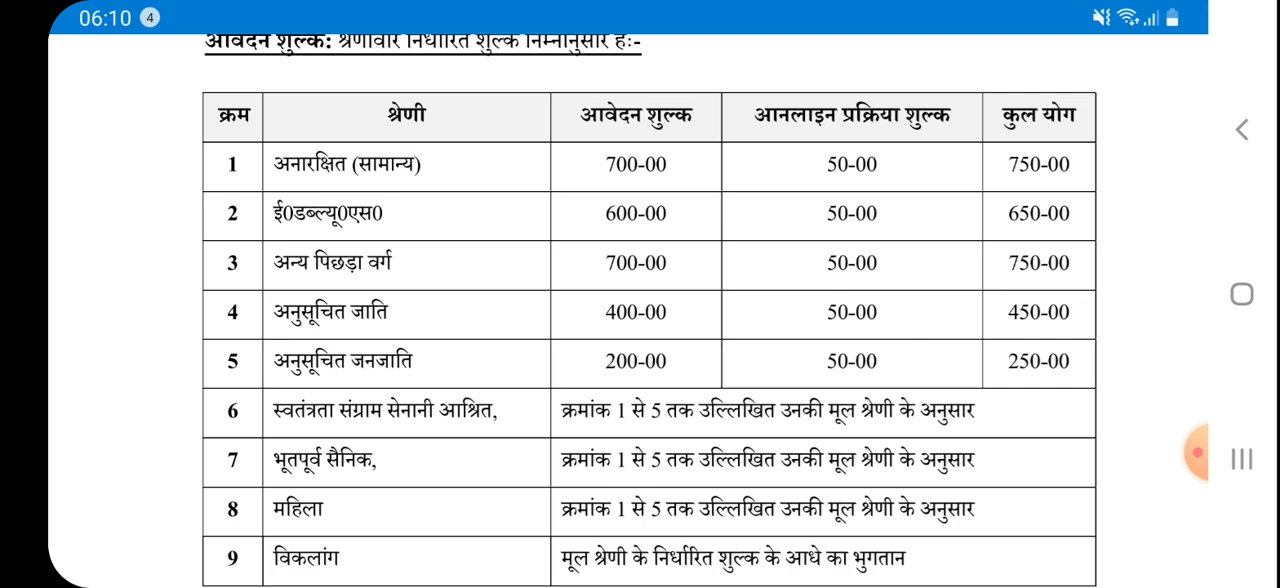 06:10 4
आवेदन शुल्क: श्रेणीवार निर्धारित शुल्क निम्नानुसार है:-
क्रम श्रेणी आवेदन शुल्क आनलाइन प्रक्रिया शुल्क कुल योग
1 अनारक्षित (सामान्य) 700-00 50-00 750-00
2 ई0डब्ल्यू0एस0 600-00 50-00 650-00
3 अन्य पिछड़ा वर्ग 700-00 50-00 750-00
4 अनुसूचित जाति 400-00 50-00 450-00
5 अनुसूचित जनजाति 200-00 50-00 250-00
6 स्वतंत्रता संग्राम सेनानी आश्रित, क्रमांक 1 से 5 तक उल्लिखित उनकी मूल श्रेणी के अनुसार
7 भूतपूर्व सैनिक, क्रमांक 1 से 5 तक उल्लिखित उनकी मूल श्रेणी के अनुसार
8 महिला क्रमांक 1 से 5 तक उल्लिखित उनकी मूल श्रेणी के अनुसार
9 विकलांग मूल श्रेणी के निर्धारित शुल्क के आधे का भुगतान